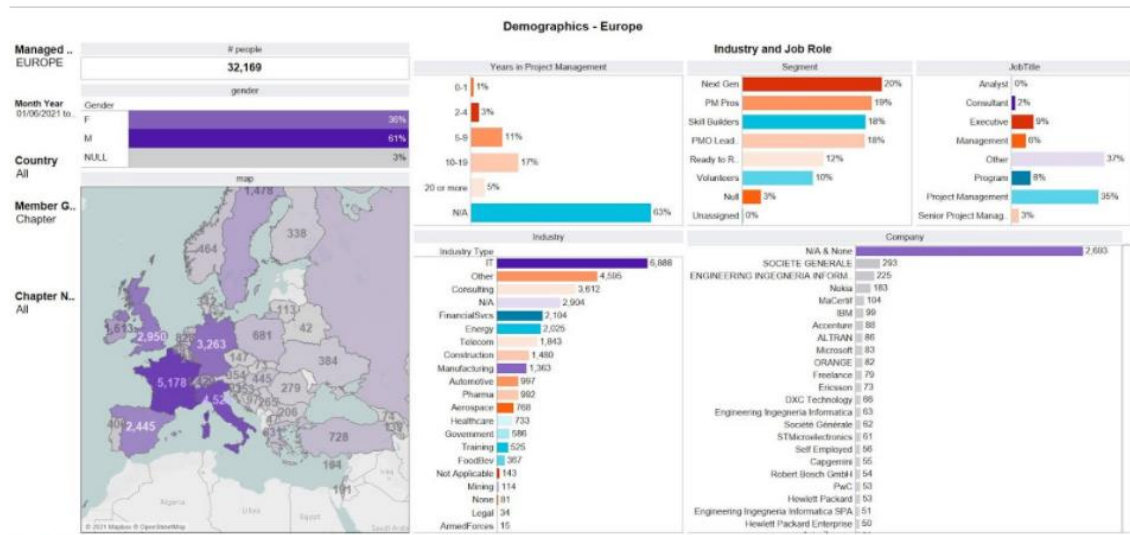 Demographics - Europe
Managed ..
EUROPE
Month Year
01/06/2021 to..
Country
All
Member G..
Chapter
Chapter N..
All
# people
32,169
gender
Gender
F 36%
M 61%
NULL 3%
map
1,478
464
338
113
42
1,613
2,950
828
3,263
681
384
147
5,178
354
445
279
206
2,445
728
164
© 2021 Mapbox © OpenStreetMap
Algeria
Libya
Egypt
Industry and Job Role
Years in Project Management
0-1 1%
2-4 3%
5-9 11%
10-19 17%
20 or more 5%
N/A 63%
Segment
Next Gen 20%
PM Pros 19%
Skill Builders 18%
PMO Lead.. 18%
Ready to R.. 12%
Volunteers 10%
Null 3%
Unassigned 0%
JobTitle
Analyst 0%
Consultant 2%
Executive 9%
Management 6%
Other 37%
Program 8%
Project Management 35%
Senior Project Manag.. 3%
Industry
Industry Type
IT 6,888
Other 4,595
Consulting 3,612
N/A 2,904
FinancialSvcs 2,104
Energy 2,025
Telecom 1,843
Construction 1,480
Manufacturing 1,363
Automotive 997
Pharma 992
Aerospace 768
Healthcare 733
Government 586
Training 525
FoodBev 367
Not Applicable 143
Mining 114
None 81
Legal 34
ArmedForces 15
Company
N/A & None 2,693
SOCIETE GENERALE 293
ENGINEERING INGEGNERIA INFORM.. 225
Nokia 183
MaCertif 104
IBM 99
Accenture 88
ALTRAN 86
Microsoft 83
ORANGE 82
Freelance 79
Ericsson 73
DXC Technology 66
Engineering Ingegneria Informatica 63
Société Générale 62
STMicroelectronics 61
Self Employed 56
Capgemini 55
Robert Bosch GmbH 54
PwC 53
Hewlett Packard 53
Engineering Ingegneria Informatica SPA 51
Hewlett Packard Enterprise 50